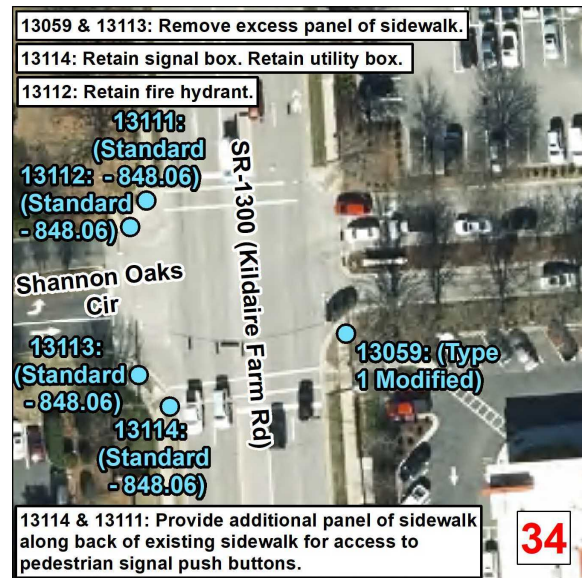 13059 & 13113: Remove excess panel of sidewalk.
13114: Retain signal box. Retain utility box.
13112: Retain fire hydrant.
13111:
(Standard
- 848.06)
13112:
(Standard
- 848.06)
SR-1300 (Kildaire Farm Rd)
Shannon Oaks
Cir
13113:
(Standard
- 848.06)
13059: (Type
1 Modified)
13114:
(Standard
- 848.06)
13114 & 13111: Provide additional panel of sidewalk
along back of existing sidewalk for access to
pedestrian signal push buttons.
34